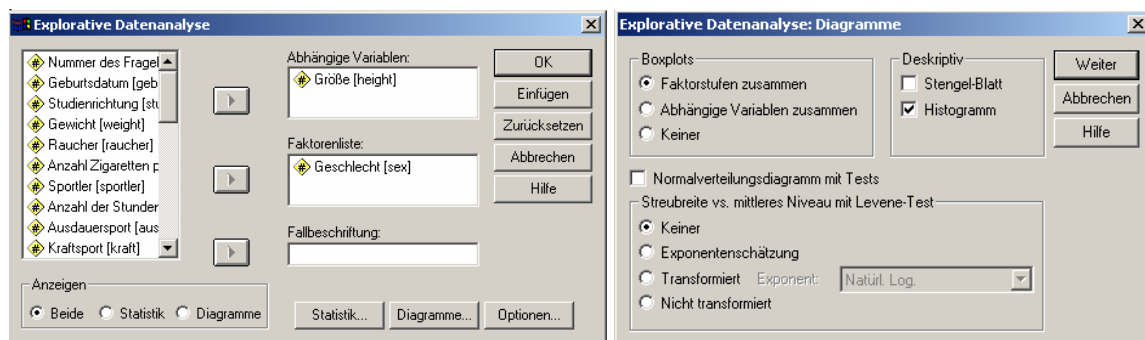 Explorative Datenanalyse
Nummer des Fragel
Geburtsdatum [geb
Studienrichtung [stu
Gewicht [weight]
Raucher [raucher]
Anzahl Zigaretten p
Sportler [sportler]
Anzahl der Stunden
Ausdauersport [aus
Kraftsport [kraft]
Abhängige Variablen:
Größe [height]
Faktorenliste:
Geschlecht [sex]
Fallbeschriftung:
OK
Einfügen
Zurücksetzen
Abbrechen
Hilfe
Anzeigen
Beide Statistik Diagramme
Statistik... Diagramme... Optionen...
Explorative Datenanalyse: Diagramme
Boxplots
Faktorstufen zusammen
Abhängige Variablen zusammen
Keiner
Deskriptiv
Stengel-Blatt
Histogramm
Weiter
Abbrechen
Hilfe
Normalverteilungsdiagramm mit Tests
Streubreite vs. mittleres Niveau mit Levene-Test
Keiner
Exponentenschätzung
Transformiert Exponent: Natürl. Log.
Nicht transformiert